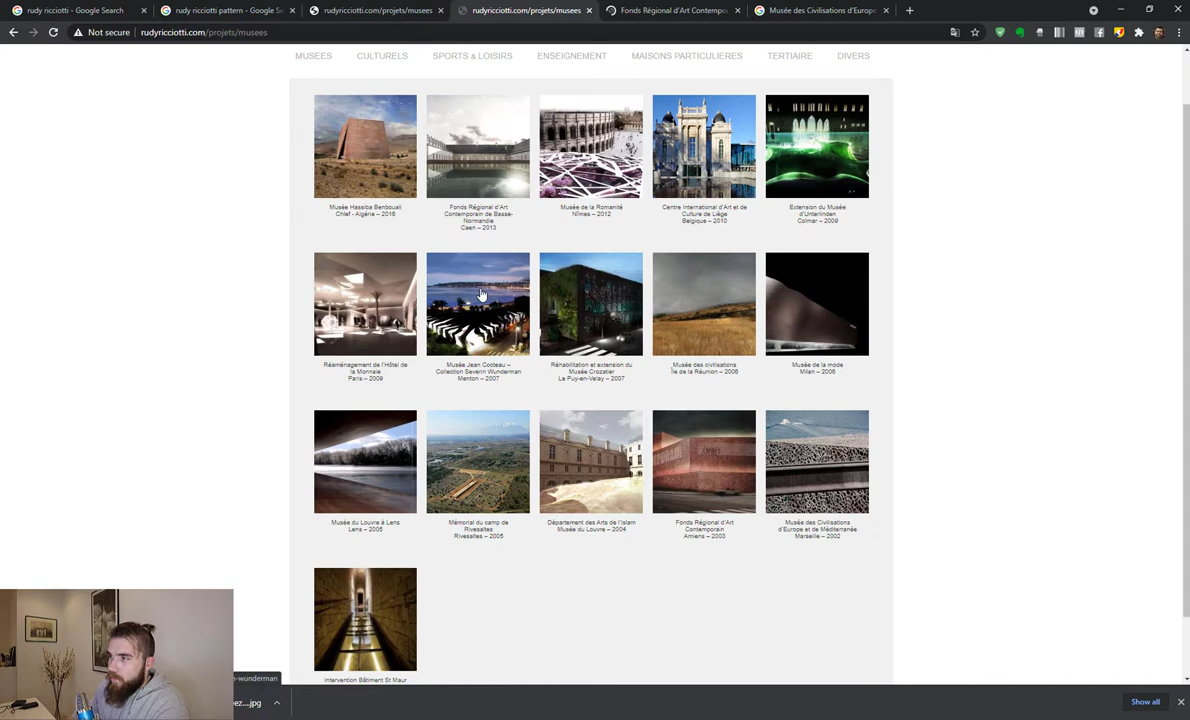 rudy ricciotti - Google Search
rudy ricciotti pattern - Google Se
rudyricciotti.com/projets/musees
rudyricciotti.com/projets/musees
Fonds Régional d'Art Contempo
Musée des Civilisations d'Europe
Not secure
rudyricciotti.com/projets/musees
MUSEES
CULTURELS
SPORTS & LOISIRS
ENSEIGNEMENT
MAISONS PARTICULIERES
TERTIAIRE
DIVERS
Musée Hassiba Benbouali
Chlef - Algérie – 2016
Fonds Régional d'Art
Contemporain de Basse-
Normandie
Caen – 2013
Musée de la Romanité
Nîmes – 2012
Centre International d'Art et de
Culture de Liège
Belgique – 2010
Extension du Musée
d'Unterlinden
Colmar – 2009
Réaménagement de l'Hôtel de
la Monnaie
Paris – 2009
Musée Jean Cocteau –
Collection Severin Wunderman
Menton – 2007
Réhabilitation et extension du
Musée Crozatier
Le Puy-en-Velay – 2007
Musée des civilisations
Île de la Réunion – 2006
Musée de la mode
Milan – 2006
Musée du Louvre à Lens
Lens – 2005
Mémorial du camp de
Rivesaltes
Rivesaltes – 2005
Département des Arts de l'Islam
Musée du Louvre – 2004
Fonds Régional d'Art
Contemporain
Amiens – 2003
Musée des Civilisations
d'Europe et de Méditerranée
Marseille – 2002
Intervention Bâtiment St Maur
n-wunderman
ez....jpg
Show all